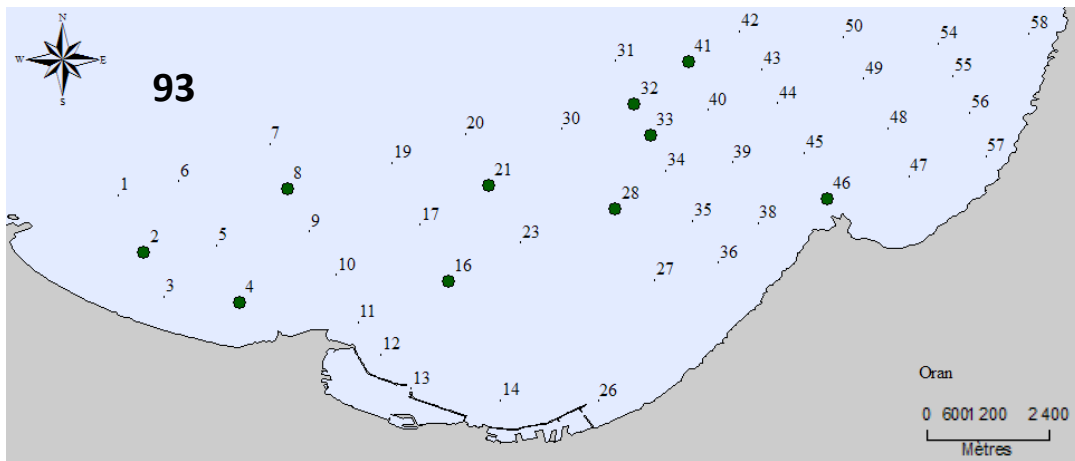 N
W E
S
93
42 50 54 58
31 41 43 49 55
32 40 44 56
7 20 30 33 48
19 39 45 57
1 6 8 21 34 47
28 46
2 5 9 17 23 35 38
3 4 10 16 27 36
11
12
13 14 26
Oran
0 6001 200 2 400
Mètres